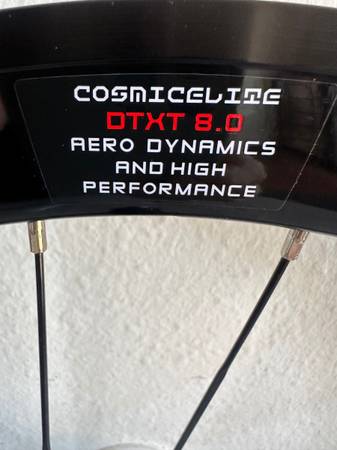 COSMICELITE
DTXT 8.0
AERO DYNAMICS
AND HIGH
PERFORMANCE